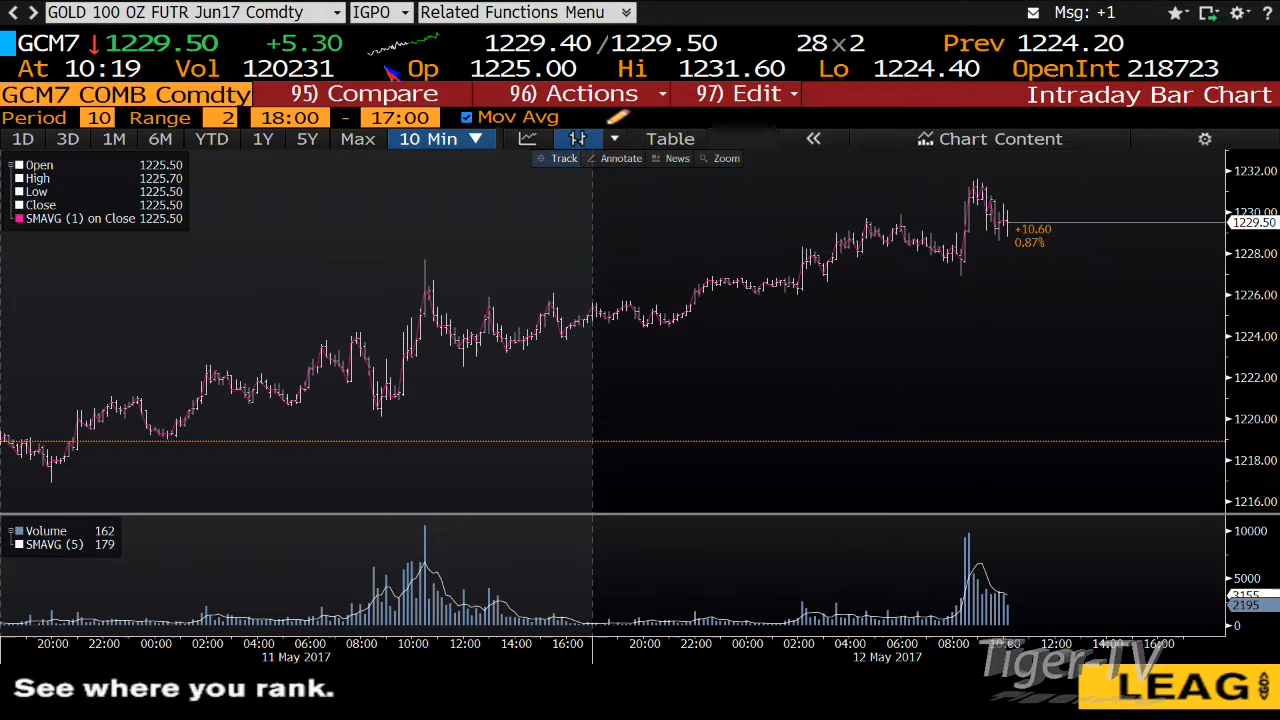 GOLD 100 OZ FUTR Jun17 Comdty IGPO Related Functions Menu Msg: +1 ?
GCM7 1229.50 +5.30 1229.40/1229.50 28x2 Prev 1224.20
At 10:19 Vol 120231 Op 1225.00 Hi 1231.60 Lo 1224.40 OpenInt 218723
GCM7 COMB Comdty 95) Compare 96) Actions 97) Edit Intraday Bar Chart
Period 10 Range 2 18:00 - 17:00 Mov Avg
1D 3D 1M 6M YTD 1Y 5Y Max 10 Min Table Chart Content
Track Annotate News Zoom
Open 1225.50
High 1225.70
Low 1225.50
Close 1225.50
SMAVG (1) on Close 1225.50
1232.00
1230.00
1229.50
+10.60
0.87%
1228.00
1226.00
1224.00
1222.00
1220.00
1218.00
1216.00
Volume 162
SMAVG (5) 179
10000
5000
3155
2195
0
20:00 22:00 00:00 02:00 04:00 06:00 08:00 10:00 12:00 14:00 16:00 20:00 22:00 00:00 02:00 04:00 06:00 08:00 10:00 12:00 14:00 16:00
11 May 2017 12 May 2017
Tiger-TV
See where you rank. LEAG <GO>